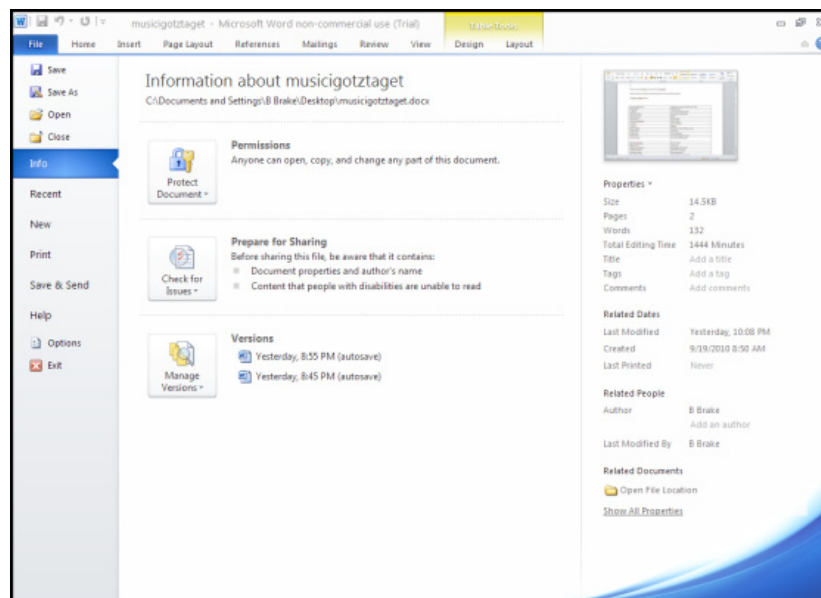 musicigotztaget - Microsoft Word non-commercial use (Trial)
Table Tools
File Home Insert Page Layout References Mailings Review View Design Layout
Save
Save As
Open
Close
Info
Recent
New
Print
Save & Send
Help
Options
Exit
Information about musicigotztaget
C:\Documents and Settings\B Brake\Desktop\musicigotztaget.docx
Protect
Document
Permissions
Anyone can open, copy, and change any part of this document.
Check for
Issues
Prepare for Sharing
Before sharing this file, be aware that it contains:
Document properties and author's name
Content that people with disabilities are unable to read
Manage
Versions
Versions
Yesterday, 8:55 PM (autosave)
Yesterday, 8:45 PM (autosave)
Properties
Size 14.5KB
Pages 2
Words 132
Total Editing Time 1444 Minutes
Title Add a title
Tags Add a tag
Comments Add comments
Related Dates
Last Modified Yesterday, 10:08 PM
Created 9/19/2010 8:50 AM
Last Printed Never
Related People
Author B Brake
Add an author
Last Modified By B Brake
Related Documents
Open File Location
Show All Properties